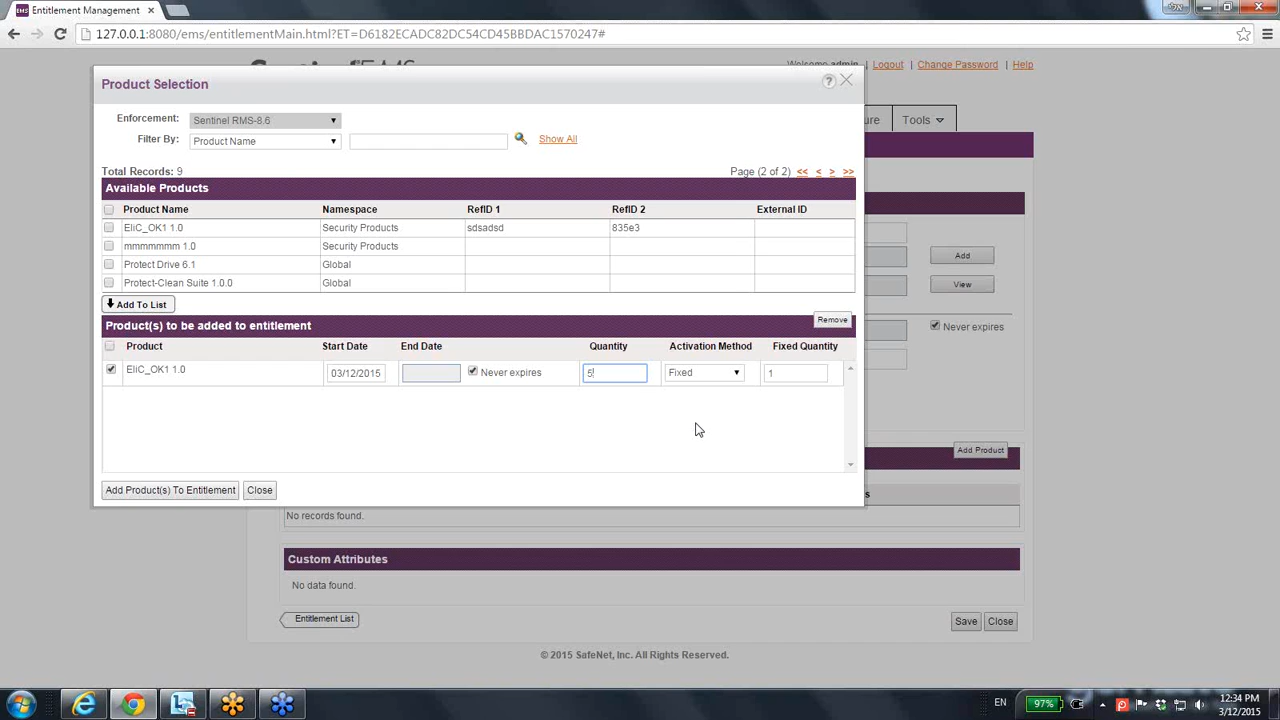 Entitlement Management
127.0.0.1:8080/ems/entitlementMain.html?ET=D6182ECADC82DC54CD45BBDAC1570247#
Welcome admin | Logout | Change Password | Help
Product Selection
Enforcement: Sentinel RMS-8.6
Tools
Filter By: Product Name Show All
Total Records: 9 Page (2 of 2) << < > >>
Available Products
Product Name Namespace RefID 1 RefID 2 External ID
EliC_OK1 1.0 Security Products sdsadsd 835e3
mmmmmmm 1.0 Security Products
Add
Protect Drive 6.1 Global
Protect-Clean Suite 1.0.0 Global
View
Add To List
Product(s) to be added to entitlement Remove
Never expires
Product Start Date End Date Quantity Activation Method Fixed Quantity
EliC_OK1 1.0 03/12/2015 Never expires 5 Fixed 1
Add Product
Add Product(s) To Entitlement Close
No records found.
Custom Attributes
No data found.
Entitlement List Save Close
© 2015 SafeNet, Inc. All Rights Reserved.
EN 97% 12:34 PM
3/12/2015